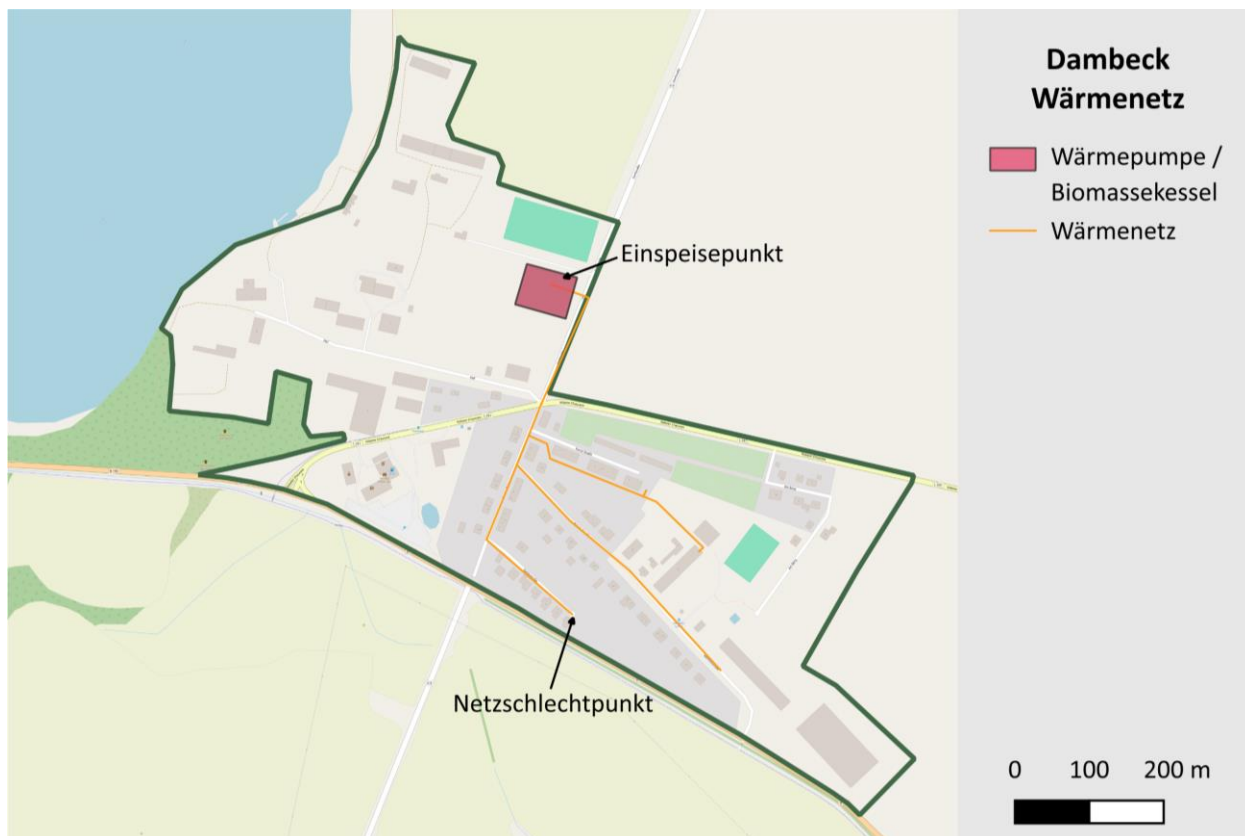 Dambeck
Wärmenetz
Wärmepumpe /
Biomassekessel
Wärmenetz
Einspeisepunkt
Netzschlechtpunkt
0 100 200 m